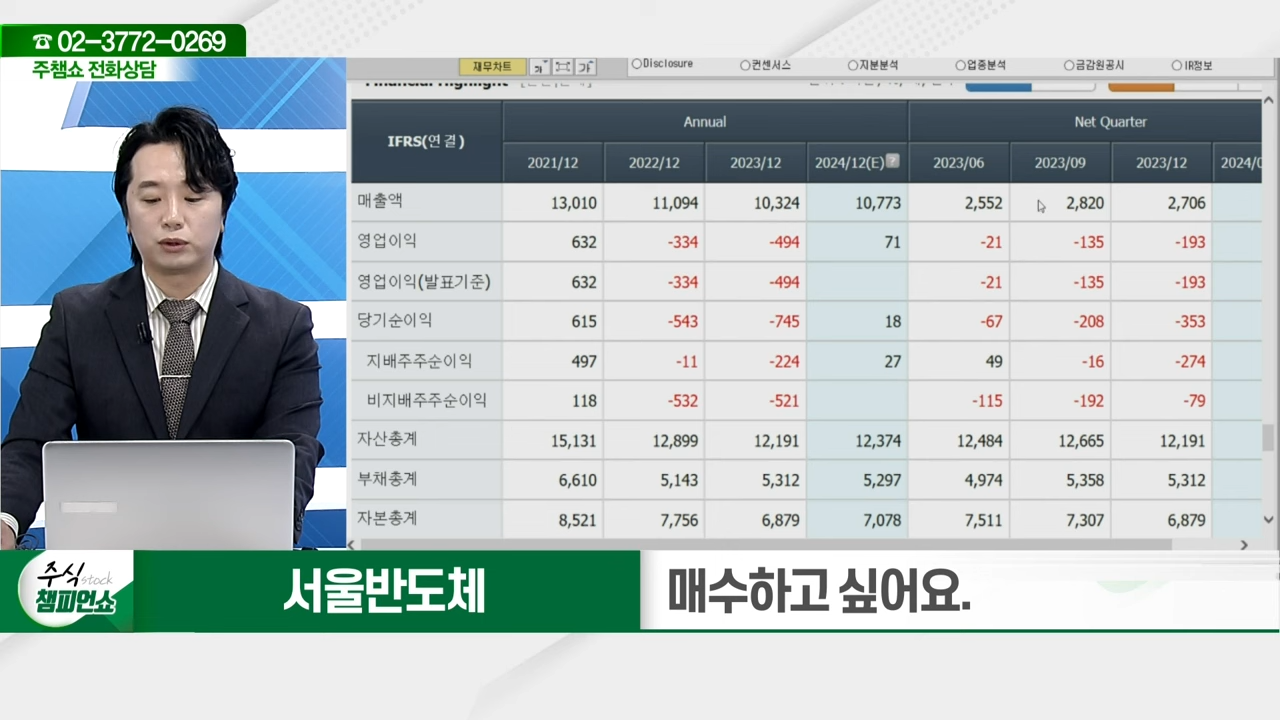 ☎ 02-3772-0269
주챔쇼 전화상담
재무차트 가 가
Disclosure 컨센서스 지분분석 업종분석 금감원공시 IR정보
Financial Highlight
IFRS(연결) Annual Net Quarter
2021/12 2022/12 2023/12 2024/12(E) ? 2023/06 2023/09 2023/12
매출액 13,010 11,094 10,324 10,773 2,552 2,820 2,706
영업이익 632 -334 -494 71 -21 -135 -193
영업이익(발표기준) 632 -334 -494 -21 -135 -193
당기순이익 615 -543 -745 18 -67 -208 -353
지배주주순이익 497 -11 -224 27 49 -16 -274
비지배주주순이익 118 -532 -521 -115 -192 -79
자산총계 15,131 12,899 12,191 12,374 12,484 12,665 12,191
부채총계 6,610 5,143 5,312 5,297 4,974 5,358 5,312
자본총계 8,521 7,756 6,879 7,078 7,511 7,307 6,879
주식 stock
챔피언쇼
서울반도체 매수하고 싶어요.